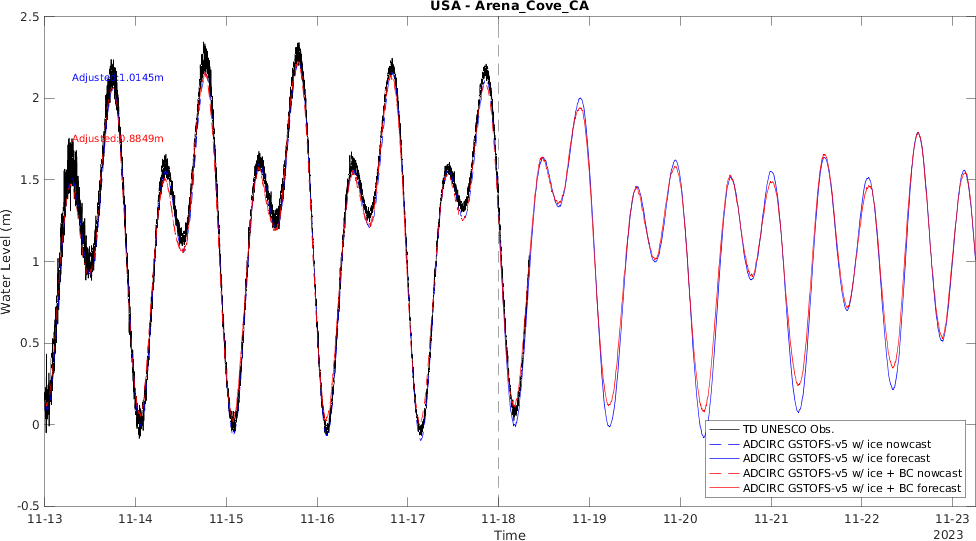 USA - Arena_Cove_CA
2.5
2
1.5
1
0.5
0
-0.5
Water Level (m)
Adjusted:1.0145m
Adjusted:0.8849m
TD UNESCO Obs.
ADCIRC GSTOFS-v5 w/ ice nowcast
ADCIRC GSTOFS-v5 w/ ice forecast
ADCIRC GSTOFS-v5 w/ ice + BC nowcast
ADCIRC GSTOFS-v5 w/ ice + BC forecast
11-13 11-14 11-15 11-16 11-17 11-18 11-19 11-20 11-21 11-22 11-23
Time
2023